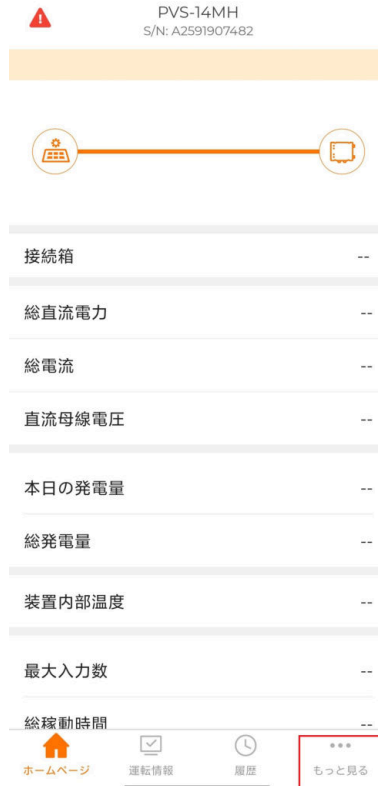 PVS-14MH
S/N: A2591907482
接続箱 --
総直流電力 --
総電流 --
直流母線電圧 --
本日の発電量 --
総発電量 --
装置内部温度 --
最大入力数 --
総稼動時間 --
ホームページ 運転情報 履歴 もっと見る